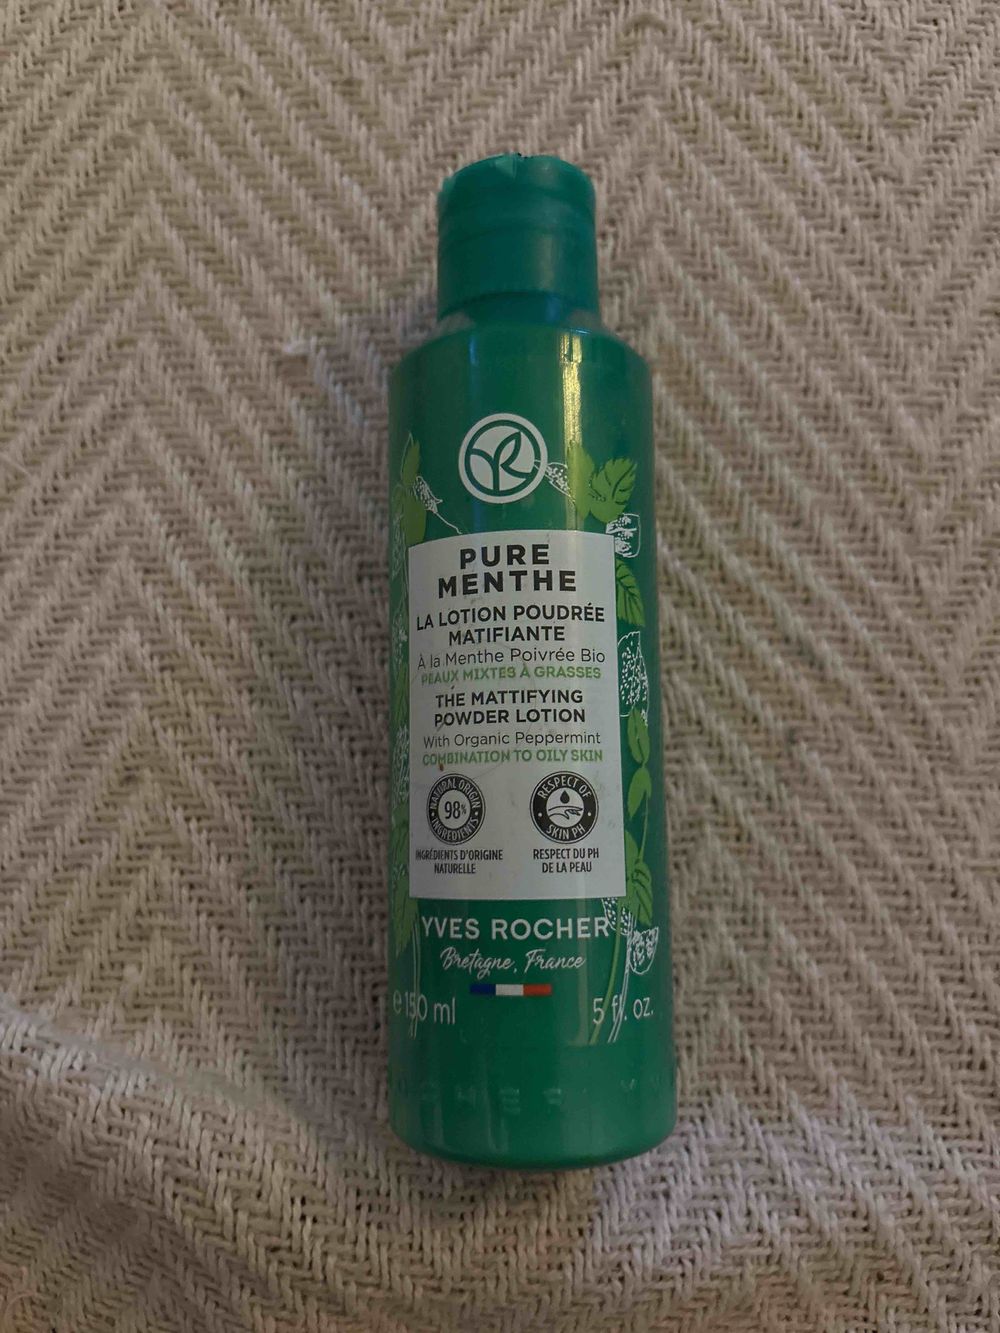 YR
PURE
MENTHE
LA LOTION POUDRÉE
MATIFIANTE
À la Menthe Poivrée Bio
PEAUX MIXTES À GRASSES
THE MATTIFYING
POWDER LOTION
With Organic Peppermint
COMBINATION TO OILY SKIN
NATURAL ORIGIN
98%
INGREDIENTS
INGRÉDIENTS D'ORIGINE
NATURELLE
RESPECT OF
SKIN PH
RESPECT DU PH
DE LA PEAU
YVES ROCHER
Bretagne, France
e 150 ml
5 fl. oz.